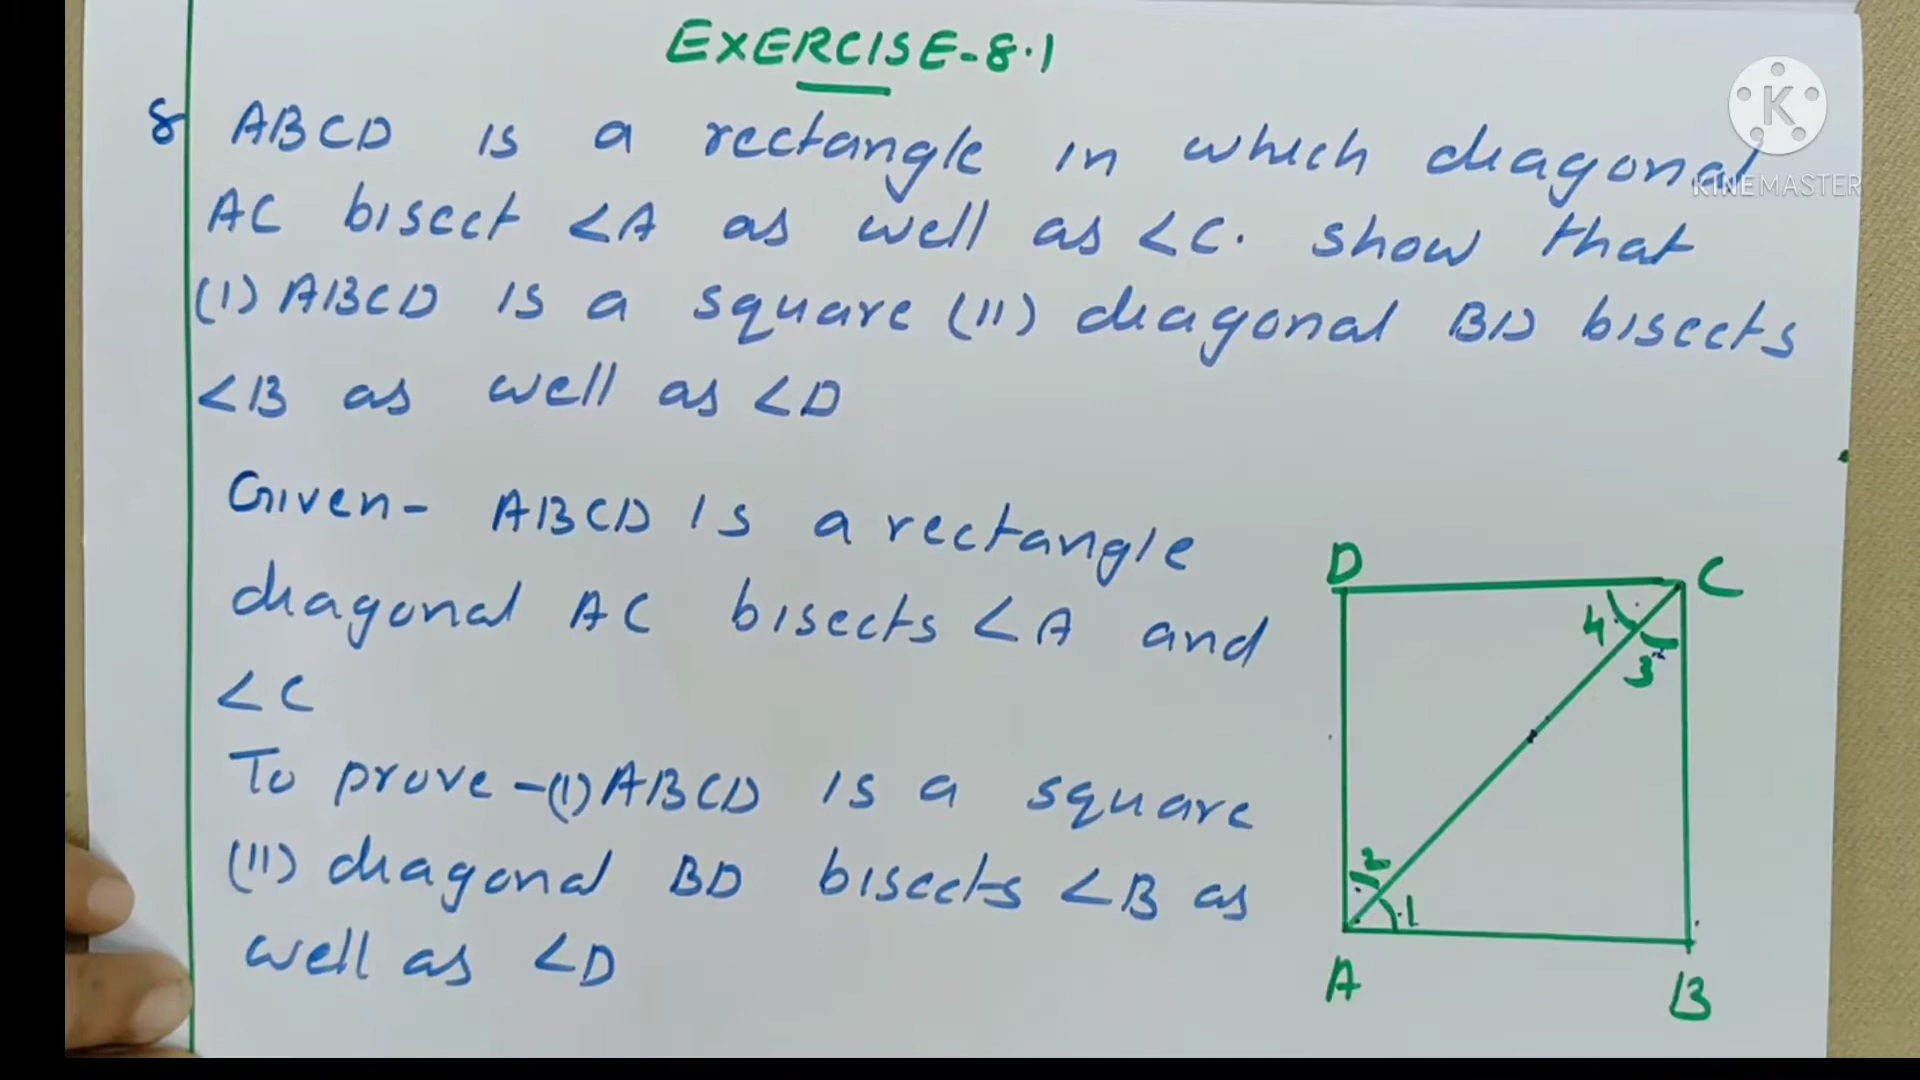 EXERCISE-8.1
K
8 ABCD is a rectangle in which diagonal
KINEMASTER
AC bisect ∠A as well as ∠C. show that
(I) ABCD is a square (II) diagonal BD bisects
∠B as well as ∠D
Given- ABCD is a rectangle
diagonal AC bisects ∠A and
∠C
To prove -(I) ABCD is a square
(II) diagonal BD bisects ∠B as
well as ∠D
D C
4 3
2 1
A B